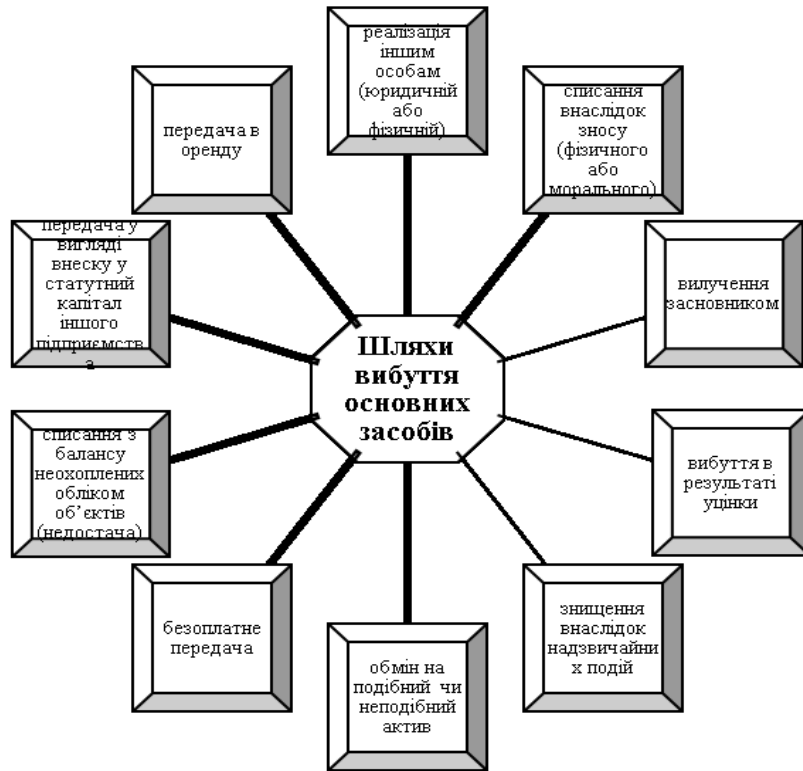 реалізація
іншим
особам
(юридичній
або
фізичній)
списання
внаслідок
зносу
(фізичного
або
морального)
вилучення
засновником
вибуття в
результаті
уцінки
знищення
внаслідок
надзвичайни
х подій
обмін на
подібний чи
неподібний
актив
безоплатне
передача
списання з
балансу
неохоплених
обліком
об’єктів
(недостача)
передача у
вигляді
внеску у
статутний
капітал
іншого
підприємств
а
передача в
оренду
Шляхи
вибуття
основних
засобів